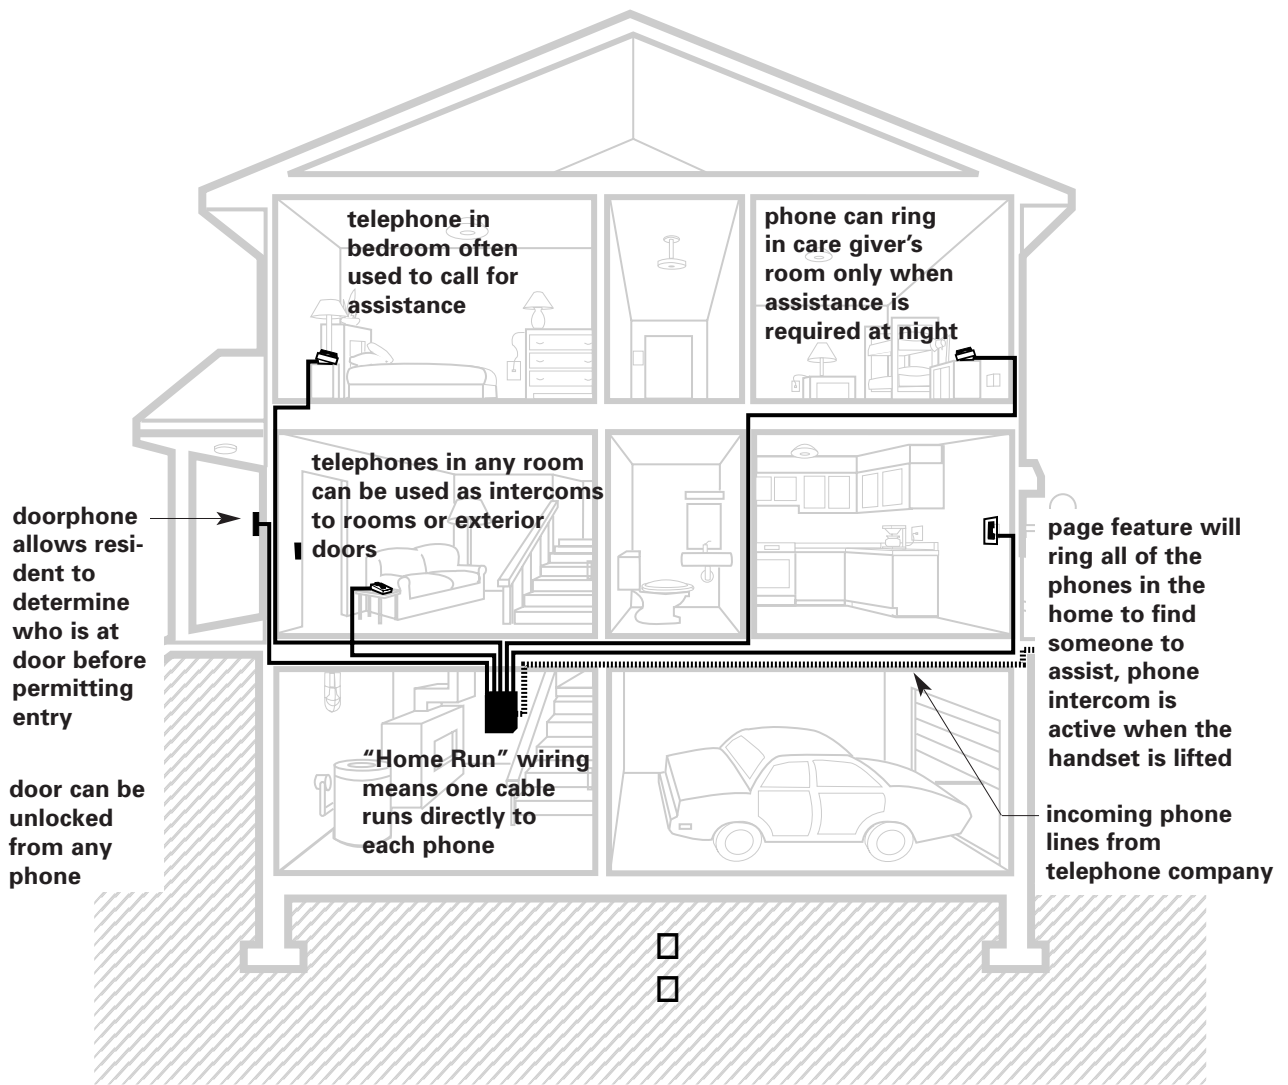 telephone in
bedroom often
used to call for
assistance
phone can ring
in care giver’s
room only when
assistance is
required at night
telephones in any room
can be used as intercoms
to rooms or exterior
doors
doorphone
allows resi-
dent to
determine
who is at
door before
permitting
entry
page feature will
ring all of the
phones in the
home to find
someone to
assist, phone
intercom is
active when the
handset is lifted
“Home Run” wiring
means one cable
runs directly to
each phone
door can be
unlocked
from any
phone
incoming phone
lines from
telephone company